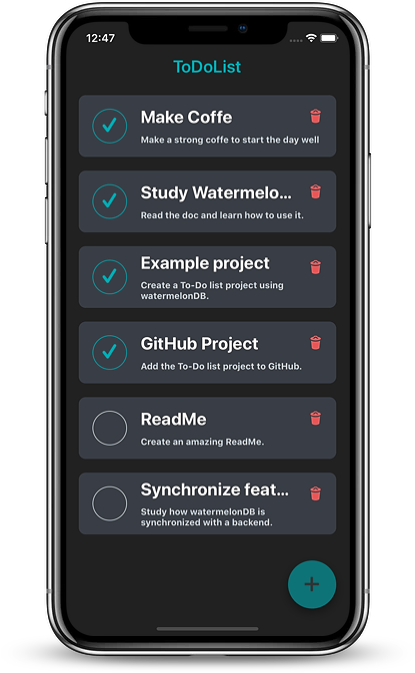 12:47
ToDoList
Make Coffe
Make a strong coffe to start the day well
Study Watermelo...
Read the doc and learn how to use it.
Example project
Create a To-Do list project using
watermelonDB.
GitHub Project
Add the To-Do list project to GitHub.
ReadMe
Create an amazing ReadMe.
Synchronize feat...
Study how watermelonDB is
synchronized with a backend.